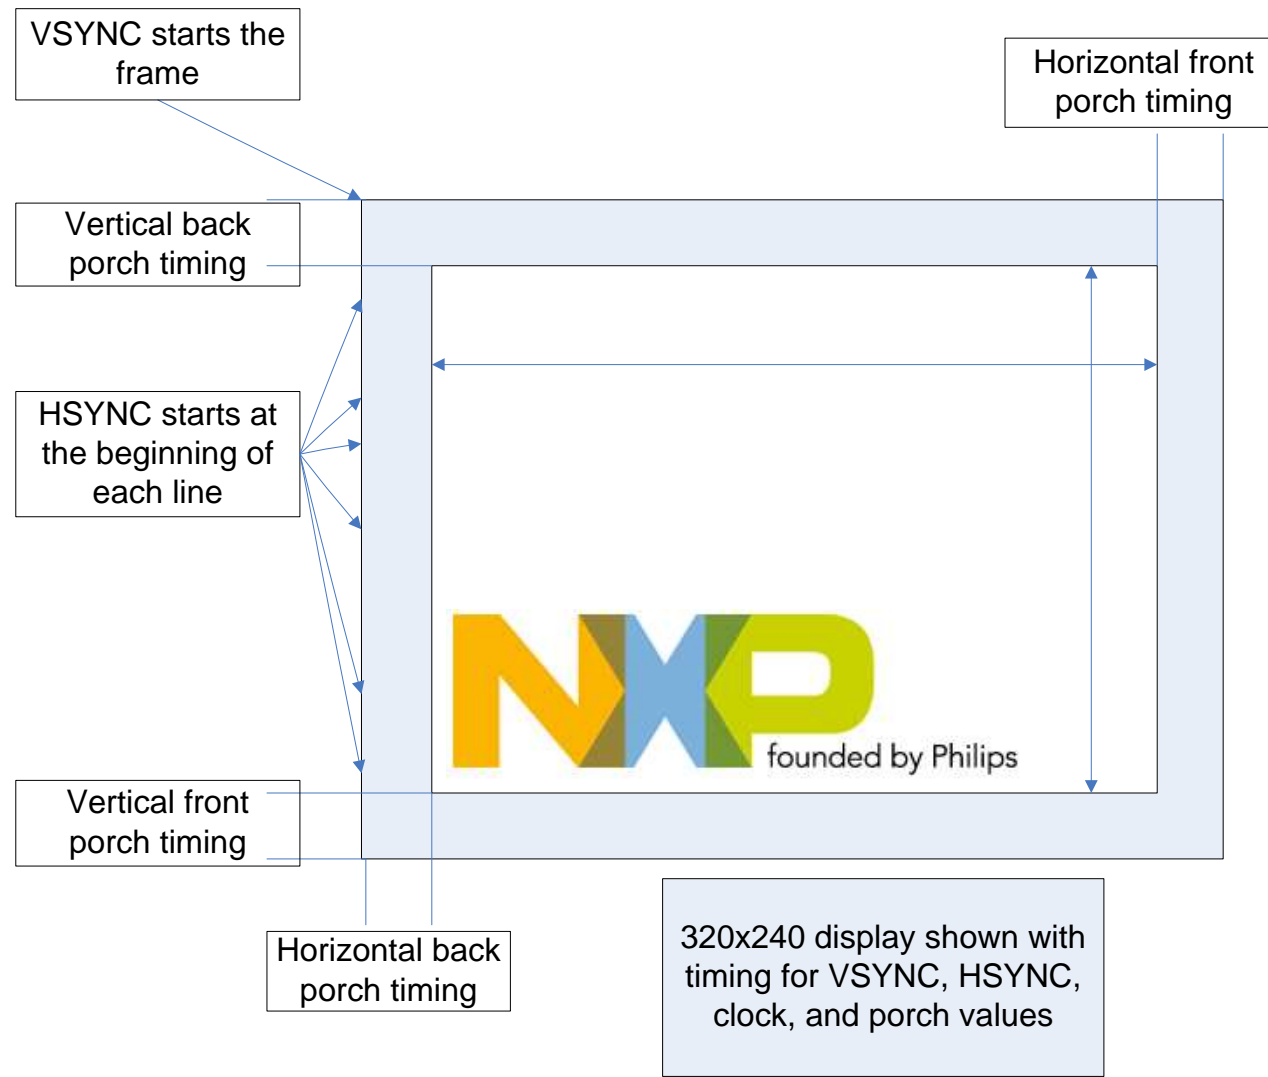 VSYNC starts the
frame
Horizontal front
porch timing
Vertical back
porch timing
HSYNC starts at
the beginning of
each line
NXP
founded by Philips
Vertical front
porch timing
Horizontal back
porch timing
320x240 display shown with
timing for VSYNC, HSYNC,
clock, and porch values